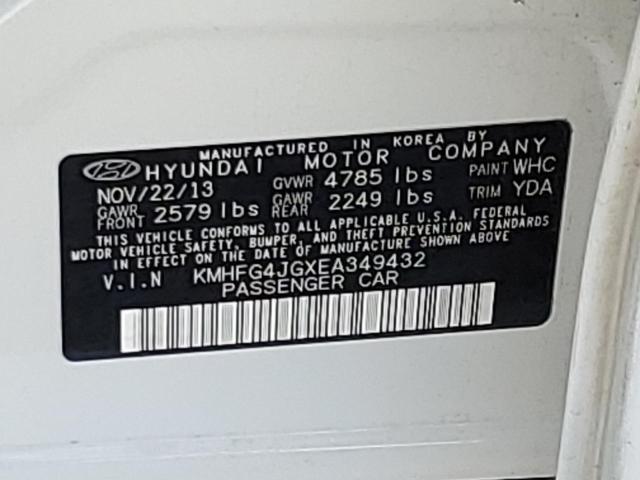 MANUFACTURED IN KOREA BY
HYUNDAI MOTOR COMPANY
NOV/22/13 GVWR 4785 lbs PAINT WHC
GAWR FRONT 2579 lbs GAWR REAR 2249 lbs TRIM YDA
THIS VEHICLE CONFORMS TO ALL APPLICABLE U.S.A. FEDERAL
MOTOR VEHICLE SAFETY, BUMPER, AND THEFT PREVENTION STANDARDS
IN EFFECT ON THE DATE OF MANUFACTURE SHOWN ABOVE.
V.I.N KMHFG4JGXEA349432
PASSENGER CAR